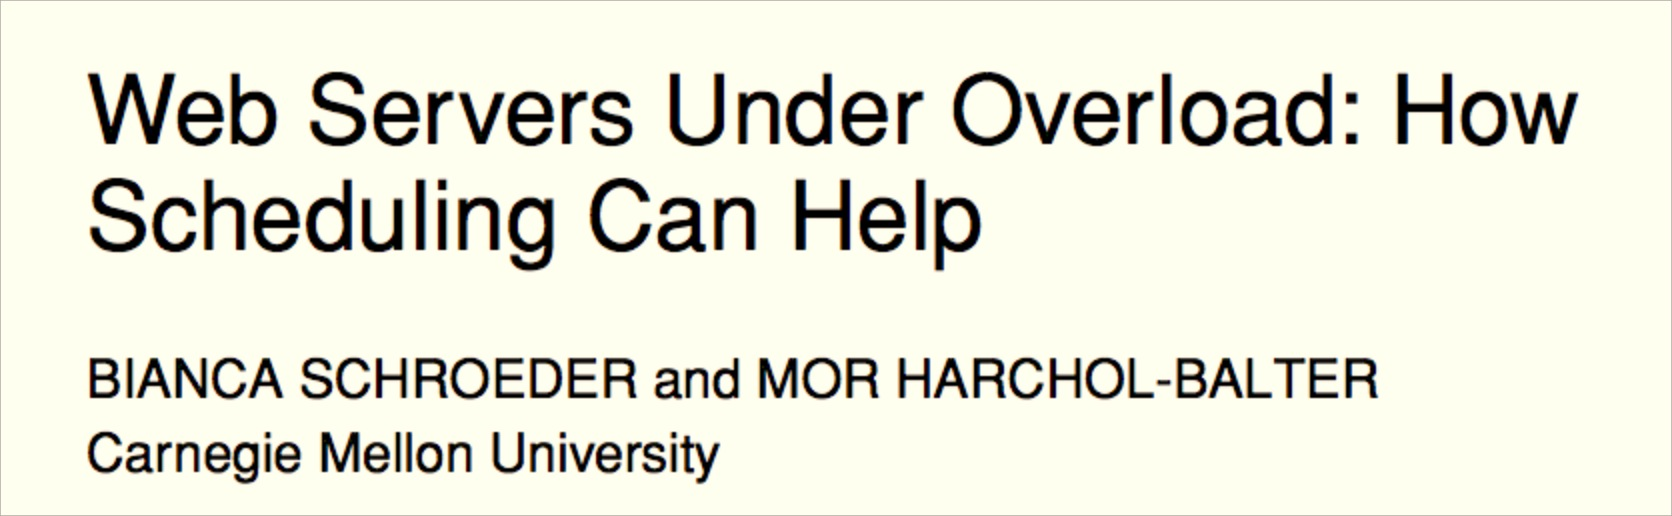 Web Servers Under Overload: How
Scheduling Can Help
BIANCA SCHROEDER and MOR HARCHOL-BALTER
Carnegie Mellon University